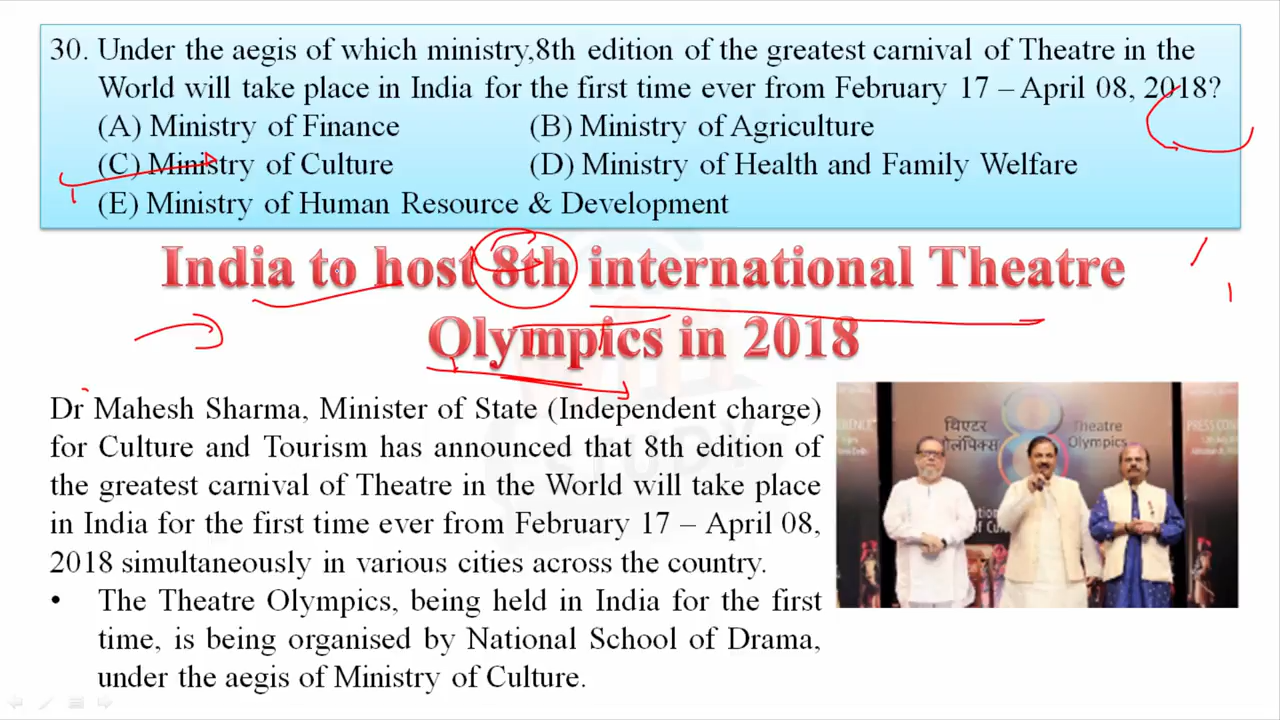 30. Under the aegis of which ministry,8th edition of the greatest carnival of Theatre in the
World will take place in India for the first time ever from February 17 – April 08, 2018?
(A) Ministry of Finance (B) Ministry of Agriculture
(C) Ministry of Culture (D) Ministry of Health and Family Welfare
(E) Ministry of Human Resource & Development
India to host 8th international Theatre
Olympics in 2018
Dr Mahesh Sharma, Minister of State (Independent charge)
for Culture and Tourism has announced that 8th edition of
the greatest carnival of Theatre in the World will take place
in India for the first time ever from February 17 – April 08,
2018 simultaneously in various cities across the country.
• The Theatre Olympics, being held in India for the first
time, is being organised by National School of Drama,
under the aegis of Ministry of Culture.
थिएटर 8 Theatre
ओलंपिक्स Olympics
PRESS
STUDY